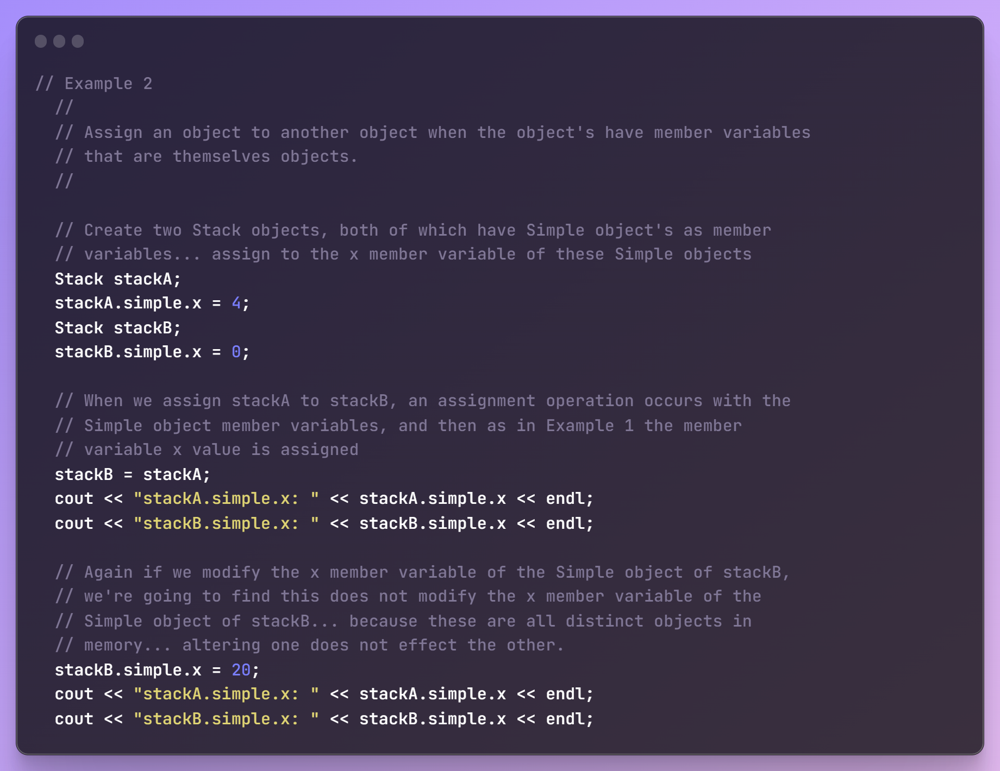 // Example 2
//
// Assign an object to another object when the object's have member variables
// that are themselves objects.
//
// Create two Stack objects, both of which have Simple object's as member
// variables... assign to the x member variable of these Simple objects
Stack stackA;
stackA.simple.x = 4;
Stack stackB;
stackB.simple.x = 0;
// When we assign stackA to stackB, an assignment operation occurs with the
// Simple object member variables, and then as in Example 1 the member
// variable x value is assigned
stackB = stackA;
cout << "stackA.simple.x: " << stackA.simple.x << endl;
cout << "stackB.simple.x: " << stackB.simple.x << endl;
// Again if we modify the x member variable of the Simple object of stackB,
// we're going to find this does not modify the x member variable of the
// Simple object of stackB... because these are all distinct objects in
// memory... altering one does not effect the other.
stackB.simple.x = 20;
cout << "stackA.simple.x: " << stackA.simple.x << endl;
cout << "stackB.simple.x: " << stackB.simple.x << endl;